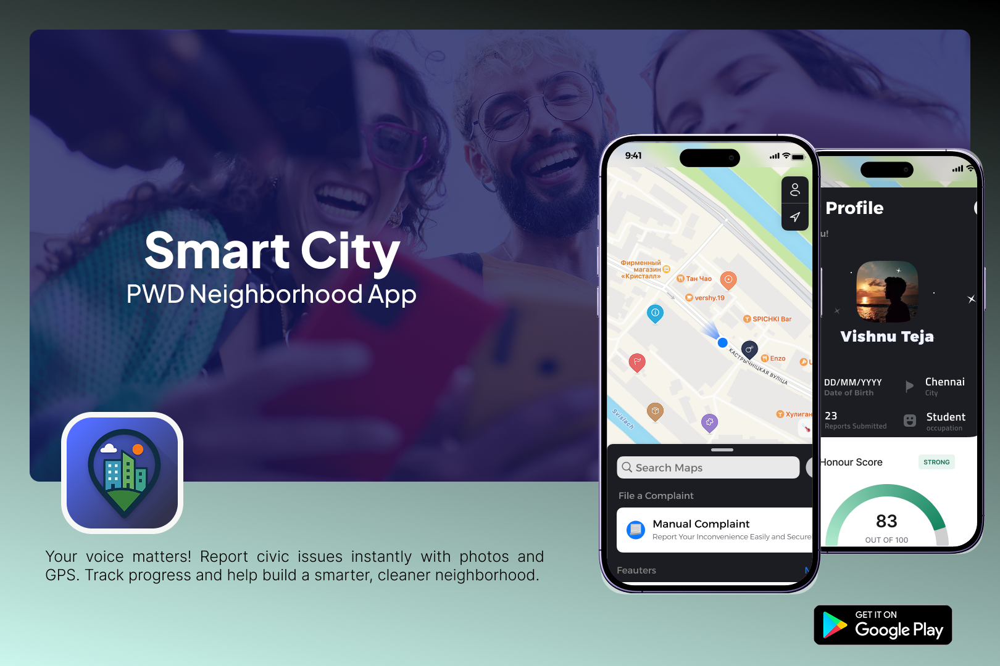 Smart City
PWD Neighborhood App
Your voice matters! Report civic issues instantly with photos and
GPS. Track progress and help build a smarter, cleaner neighborhood.
9:41
Фирменный
магазин
«Кристалл»
Тан Чао
vershy.19
SPICHKI Bar
Enzo
КАСТРЫЧНІЦКАЯ ВУЛІЦА
Хулиган
Svislach
Search Maps
File a Complaint
Manual Complaint
Report Your Inconvenience Easily and Secure
Feauters
Profile
u!
Vishnu Teja
DD/MM/YYYY
Date of Birth
Chennai
City
23
Reports Submitted
Student
occupation
Honour Score
STRONG
83
OUT OF 100
GET IT ON
Google Play